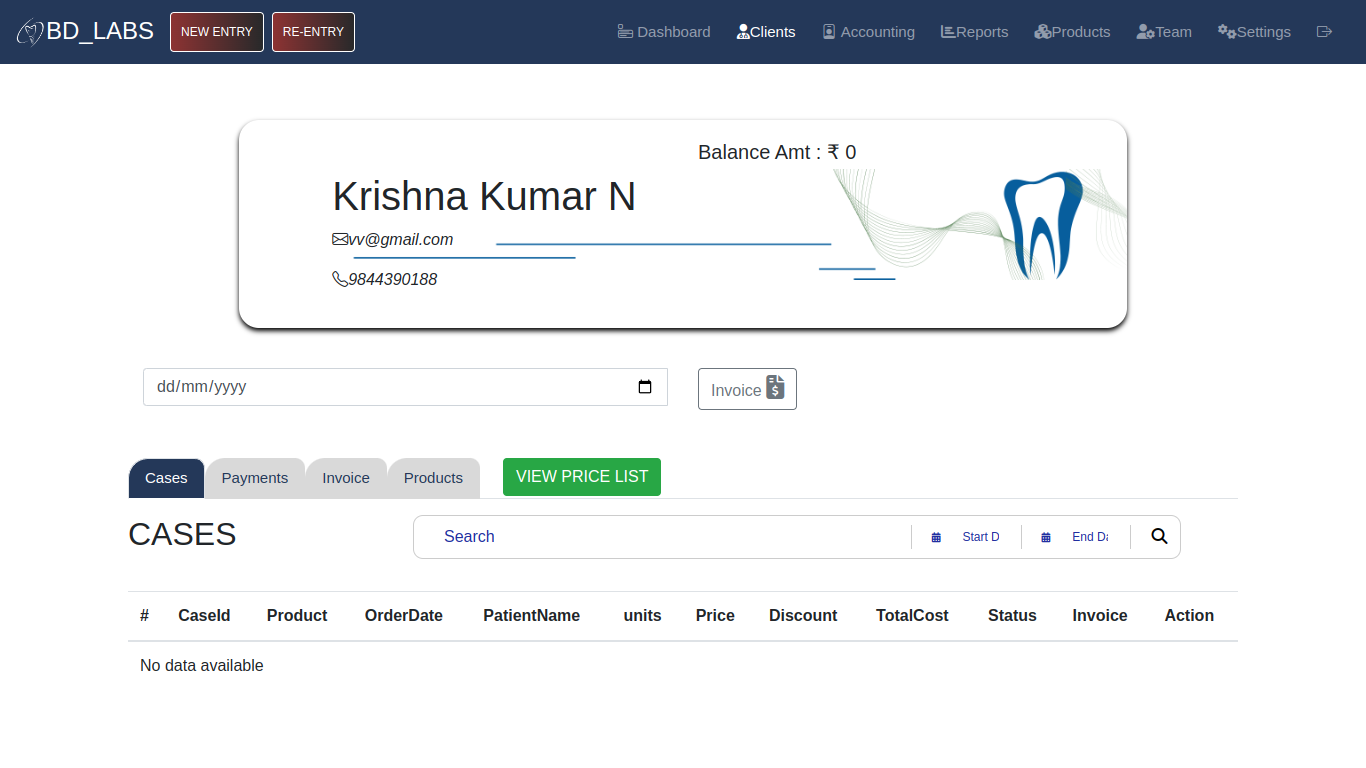 BD_LABS NEW ENTRY RE-ENTRY Dashboard Clients Accounting Reports Products Team Settings
Balance Amt : ₹ 0
Krishna Kumar N
vv@gmail.com
9844390188
dd/mm/yyyy Invoice
Cases Payments Invoice Products VIEW PRICE LIST
CASES Search Start D End Da
# CaseId Product OrderDate PatientName units Price Discount TotalCost Status Invoice Action
No data available